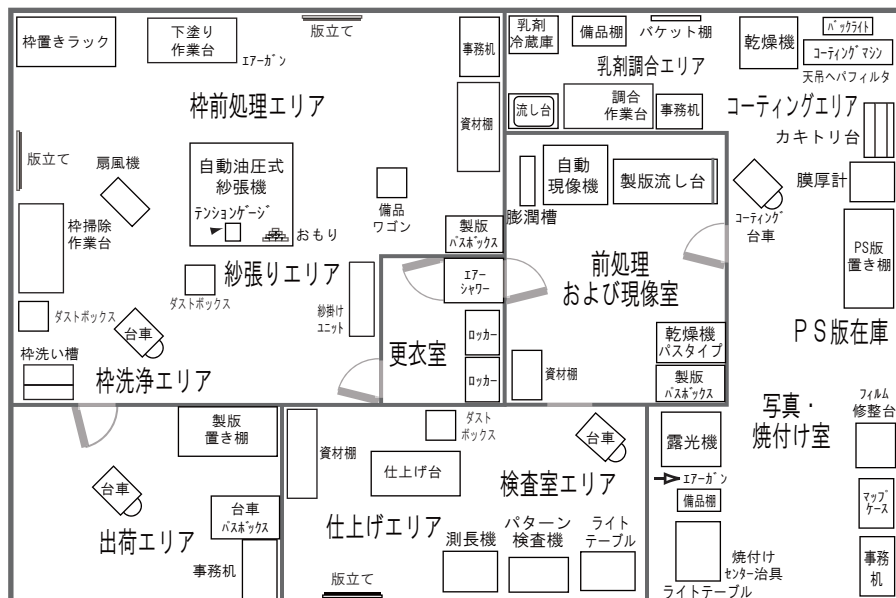 枠置きラック
下塗り
作業台
ｴｱｰｶﾞﾝ
版立て
事務机
枠前処理エリア
資材棚
版立て
扇風機
自動油圧式
紗張機
ﾃﾝｼｮﾝｹﾞｰｼﾞ
おもり
備品
ワゴン
枠掃除
作業台
製版
ﾊﾟｽﾎﾞｯｸｽ
紗張りエリア
ダストボックス
ダストボックス
紗掛け
ユニット
台車
枠洗い槽
枠洗浄エリア
ｴｱｰ
ｼｬﾜｰ
更衣室
ﾛｯｶｰ
ﾛｯｶｰ
乳剤
冷蔵庫
備品棚
バケット棚
乳剤調合エリア
流し台
調合
作業台
事務机
乾燥機
ﾊﾞｯｸﾗｲﾄ
ｺｰﾃｨﾝｸﾞﾏｼﾝ
天吊ヘパフィルタ
コーティングエリア
カキトリ台
膜厚計
ｺｰﾃｨﾝｸﾞ
台車
PS版
置き棚
ＰＳ版在庫
自動
現像機
製版流し台
膨潤槽
前処理
および現像室
乾燥機
パスタイプ
資材棚
製版
ﾊﾟｽﾎﾞｯｸｽ
写真・
焼付け室
ﾌｨﾙﾑ
修整台
露光機
ｴｱｰｶﾞﾝ
備品棚
マップ
ケース
焼付け
ｾﾝﾀｰ治具
ライトテーブル
事務
机
製版
置き棚
台車
台車
ﾊﾟｽﾎﾞｯｸｽ
出荷エリア
事務机
資材棚
ダスト
ボックス
仕上げ台
台車
検査室エリア
仕上げエリア
測長機
パターン
検査機
ライト
テーブル
版立て